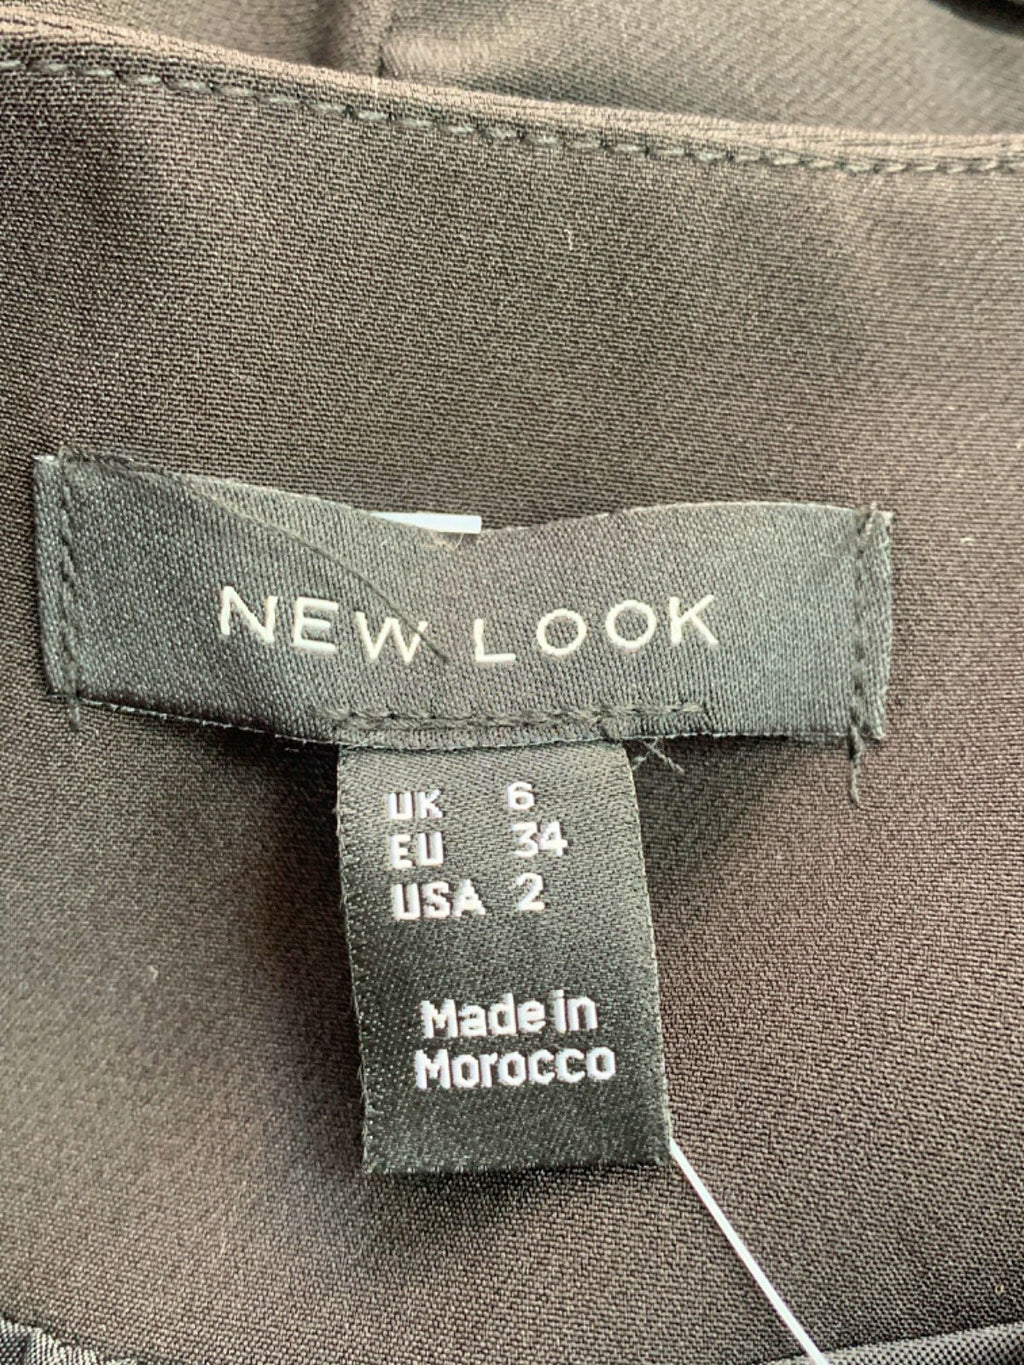 NEW LOOK
UK 6
EU 34
USA 2
Made in
Morocco